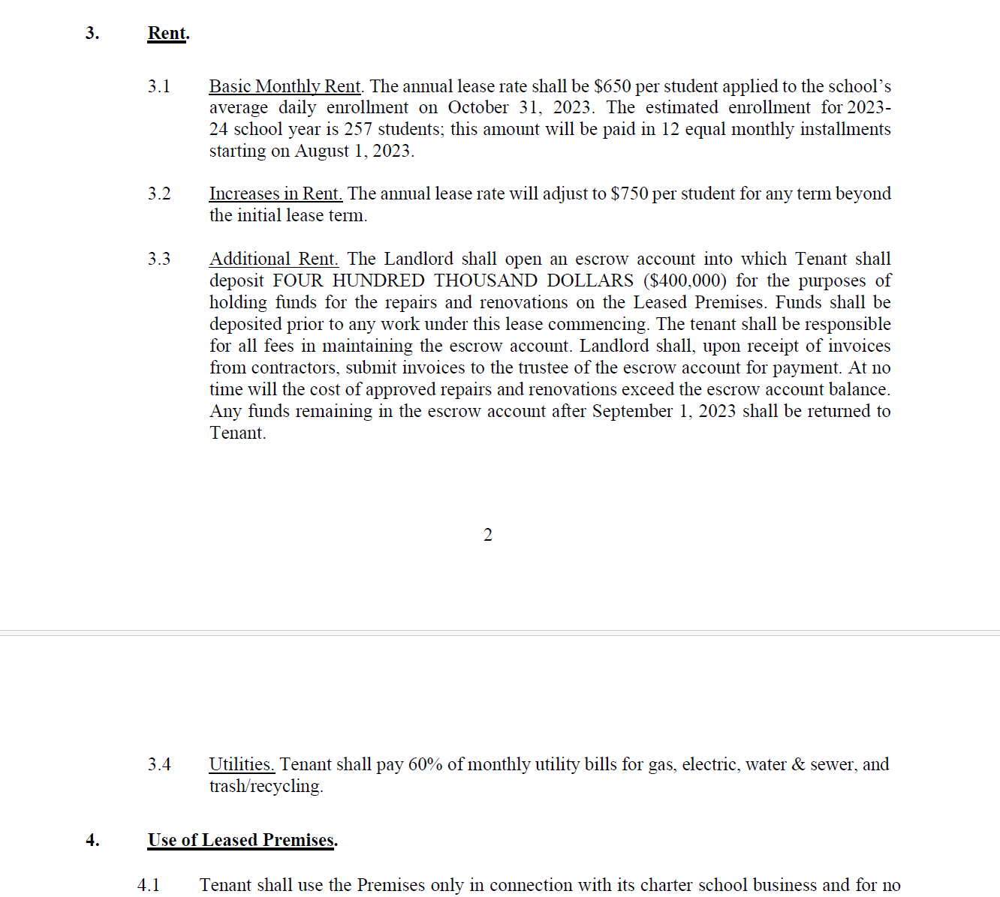 3. Rent.
3.1 Basic Monthly Rent. The annual lease rate shall be $650 per student applied to the school’s
average daily enrollment on October 31, 2023. The estimated enrollment for 2023-
24 school year is 257 students; this amount will be paid in 12 equal monthly installments
starting on August 1, 2023.
3.2 Increases in Rent. The annual lease rate will adjust to $750 per student for any term beyond
the initial lease term.
3.3 Additional Rent. The Landlord shall open an escrow account into which Tenant shall
deposit FOUR HUNDRED THOUSAND DOLLARS ($400,000) for the purposes of
holding funds for the repairs and renovations on the Leased Premises. Funds shall be
deposited prior to any work under this lease commencing. The tenant shall be responsible
for all fees in maintaining the escrow account. Landlord shall, upon receipt of invoices
from contractors, submit invoices to the trustee of the escrow account for payment. At no
time will the cost of approved repairs and renovations exceed the escrow account balance.
Any funds remaining in the escrow account after September 1, 2023 shall be returned to
Tenant.
2
3.4 Utilities. Tenant shall pay 60% of monthly utility bills for gas, electric, water & sewer, and
trash/recycling.
4. Use of Leased Premises.
4.1 Tenant shall use the Premises only in connection with its charter school business and for no